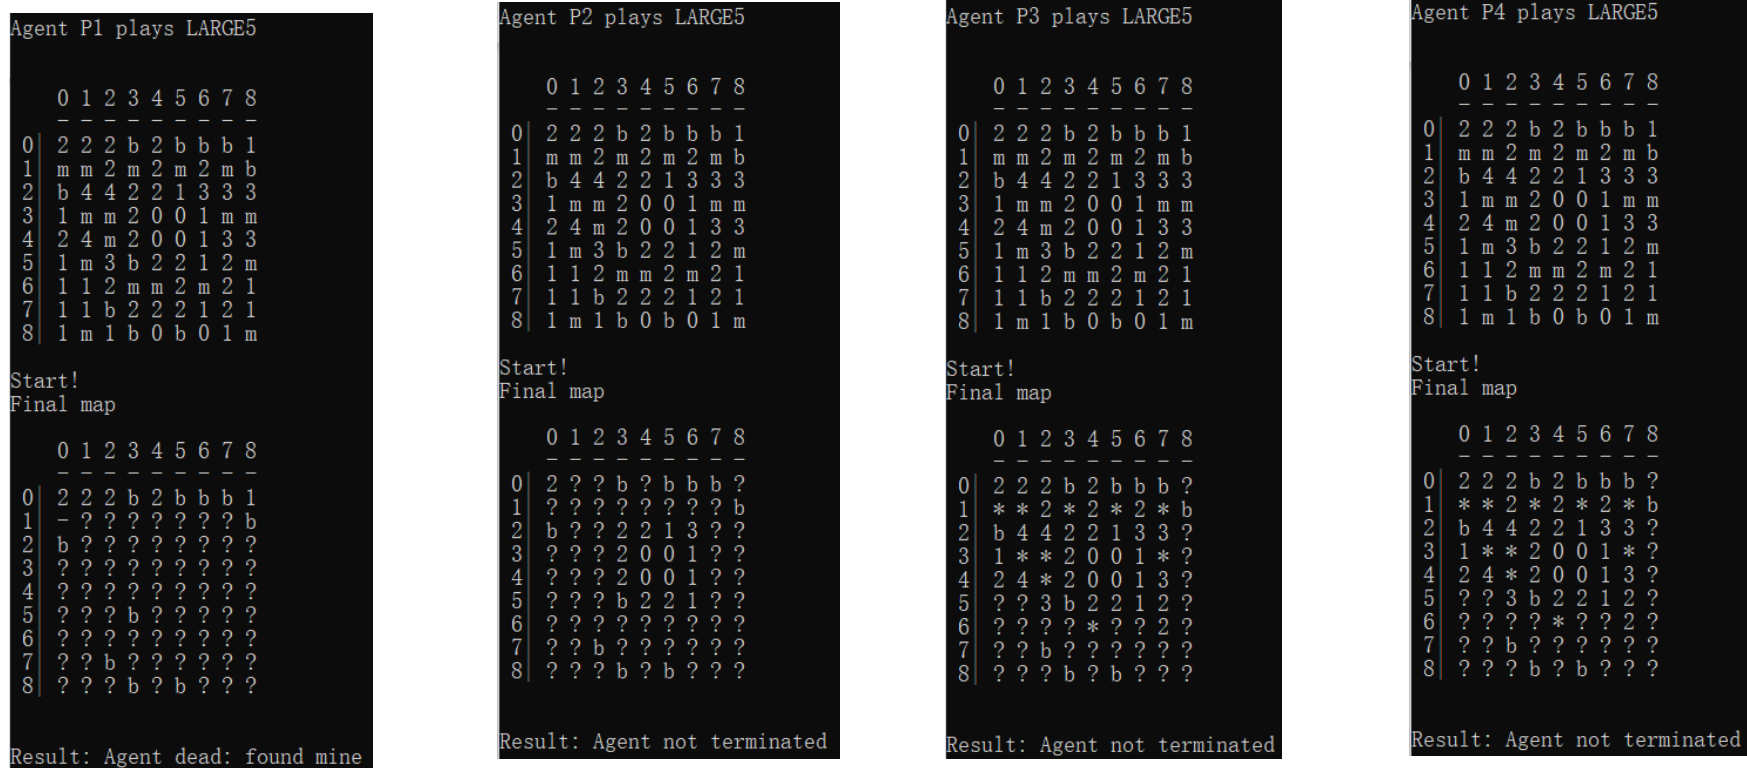 Agent P1 plays LARGE5
0 1 2 3 4 5 6 7 8
- - - - - - - - -
0| 2 2 2 b 2 b b b 1
1| m m 2 m 2 m 2 m b
2| b 4 4 2 2 1 3 3 3
3| 1 m m 2 0 0 1 m m
4| 2 4 m 2 0 0 1 3 3
5| 1 m 3 b 2 2 1 2 m
6| 1 1 2 m m 2 m 2 1
7| 1 1 b 2 2 2 1 2 1
8| 1 m 1 b 0 b 0 1 m
Start!
Final map
0 1 2 3 4 5 6 7 8
- - - - - - - - -
0| 2 2 2 b 2 b b b 1
1| - ? ? ? ? ? ? ? b
2| b ? ? ? ? ? ? ? ?
3| ? ? ? ? ? ? ? ? ?
4| ? ? ? ? ? ? ? ? ?
5| ? ? ? b ? ? ? ? ?
6| ? ? ? ? ? ? ? ? ?
7| ? ? b ? ? ? ? ? ?
8| ? ? ? b ? b ? ? ?
Result: Agent dead: found mine
Agent P2 plays LARGE5
0 1 2 3 4 5 6 7 8
- - - - - - - - -
0| 2 2 2 b 2 b b b 1
1| m m 2 m 2 m 2 m b
2| b 4 4 2 2 1 3 3 3
3| 1 m m 2 0 0 1 m m
4| 2 4 m 2 0 0 1 3 3
5| 1 m 3 b 2 2 1 2 m
6| 1 1 2 m m 2 m 2 1
7| 1 1 b 2 2 2 1 2 1
8| 1 m 1 b 0 b 0 1 m
Start!
Final map
0 1 2 3 4 5 6 7 8
- - - - - - - - -
0| 2 ? ? b ? b b b ?
1| ? ? ? ? ? ? ? ? b
2| b ? ? 2 2 1 3 ? ?
3| ? ? ? 2 0 0 1 ? ?
4| ? ? ? 2 0 0 1 ? ?
5| ? ? ? b 2 2 1 ? ?
6| ? ? ? ? ? ? ? ? ?
7| ? ? b ? ? ? ? ? ?
8| ? ? ? b ? b ? ? ?
Result: Agent not terminated
Agent P3 plays LARGE5
0 1 2 3 4 5 6 7 8
- - - - - - - - -
0| 2 2 2 b 2 b b b 1
1| m m 2 m 2 m 2 m b
2| b 4 4 2 2 1 3 3 3
3| 1 m m 2 0 0 1 m m
4| 2 4 m 2 0 0 1 3 3
5| 1 m 3 b 2 2 1 2 m
6| 1 1 2 m m 2 m 2 1
7| 1 1 b 2 2 2 1 2 1
8| 1 m 1 b 0 b 0 1 m
Start!
Final map
0 1 2 3 4 5 6 7 8
- - - - - - - - -
0| 2 2 2 b 2 b b b ?
1| * * 2 * 2 * 2 * b
2| b 4 4 2 2 1 3 3 ?
3| 1 * * 2 0 0 1 * ?
4| 2 4 * 2 0 0 1 3 ?
5| ? ? 3 b 2 2 1 2 ?
6| ? ? ? ? * ? ? 2 ?
7| ? ? b ? ? ? ? ? ?
8| ? ? ? b ? b ? ? ?
Result: Agent not terminated
Agent P4 plays LARGE5
0 1 2 3 4 5 6 7 8
- - - - - - - - -
0| 2 2 2 b 2 b b b 1
1| m m 2 m 2 m 2 m b
2| b 4 4 2 2 1 3 3 3
3| 1 m m 2 0 0 1 m m
4| 2 4 m 2 0 0 1 3 3
5| 1 m 3 b 2 2 1 2 m
6| 1 1 2 m m 2 m 2 1
7| 1 1 b 2 2 2 1 2 1
8| 1 m 1 b 0 b 0 1 m
Start!
Final map
0 1 2 3 4 5 6 7 8
- - - - - - - - -
0| 2 2 2 b 2 b b b ?
1| * * 2 * 2 * 2 * b
2| b 4 4 2 2 1 3 3 ?
3| 1 * * 2 0 0 1 * ?
4| 2 4 * 2 0 0 1 3 ?
5| ? ? 3 b 2 2 1 2 ?
6| ? ? ? ? * ? ? 2 ?
7| ? ? b ? ? ? ? ? ?
8| ? ? ? b ? b ? ? ?
Result: Agent not terminated